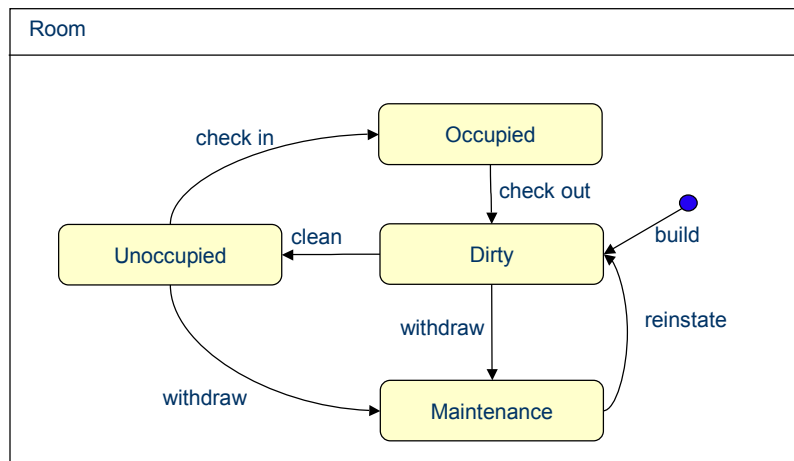 Room
Occupied
check in
check out
build
Unoccupied
clean
Dirty
withdraw
reinstate
withdraw
Maintenance